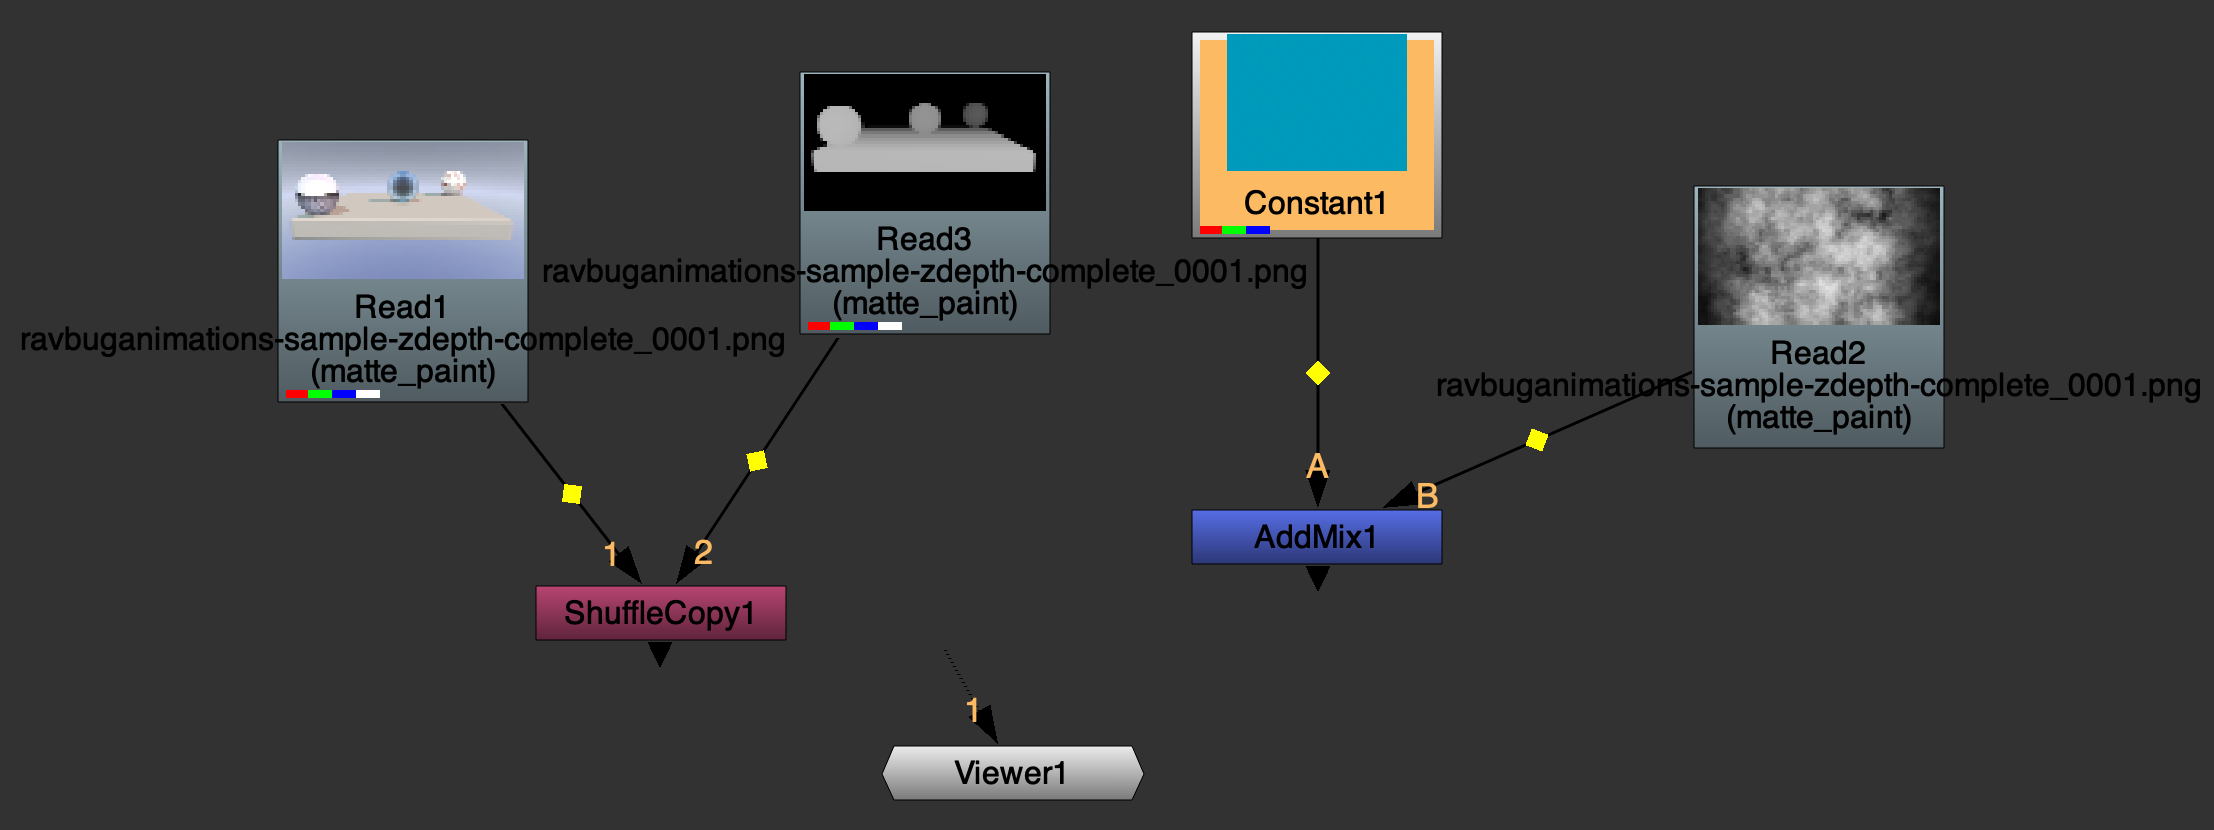 Read1
ravbuganimations-sample-zdepth-complete_0001.png
(matte_paint)
Read3
ravbuganimations-sample-zdepth-complete_0001.png
(matte_paint)
Constant1
Read2
ravbuganimations-sample-zdepth-complete_0001.png
(matte_paint)
A
B
AddMix1
1
2
ShuffleCopy1
1
Viewer1